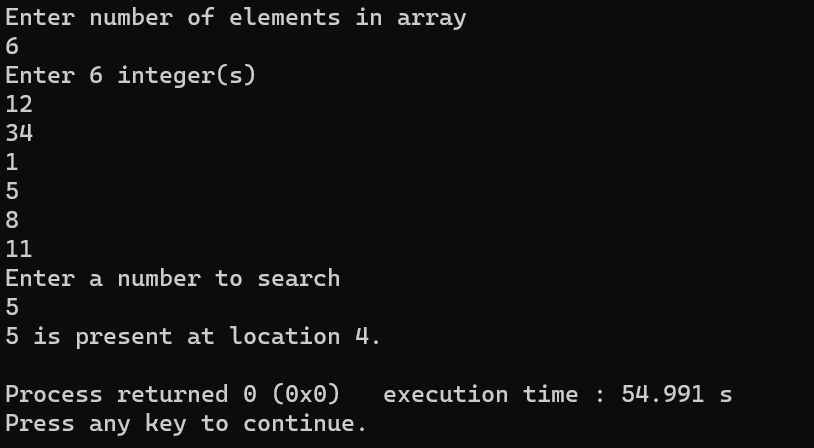 Enter number of elements in array
6
Enter 6 integer(s)
12
34
1
5
8
11
Enter a number to search
5
5 is present at location 4.
Process returned 0 (0x0)   execution time : 54.991 s
Press any key to continue.